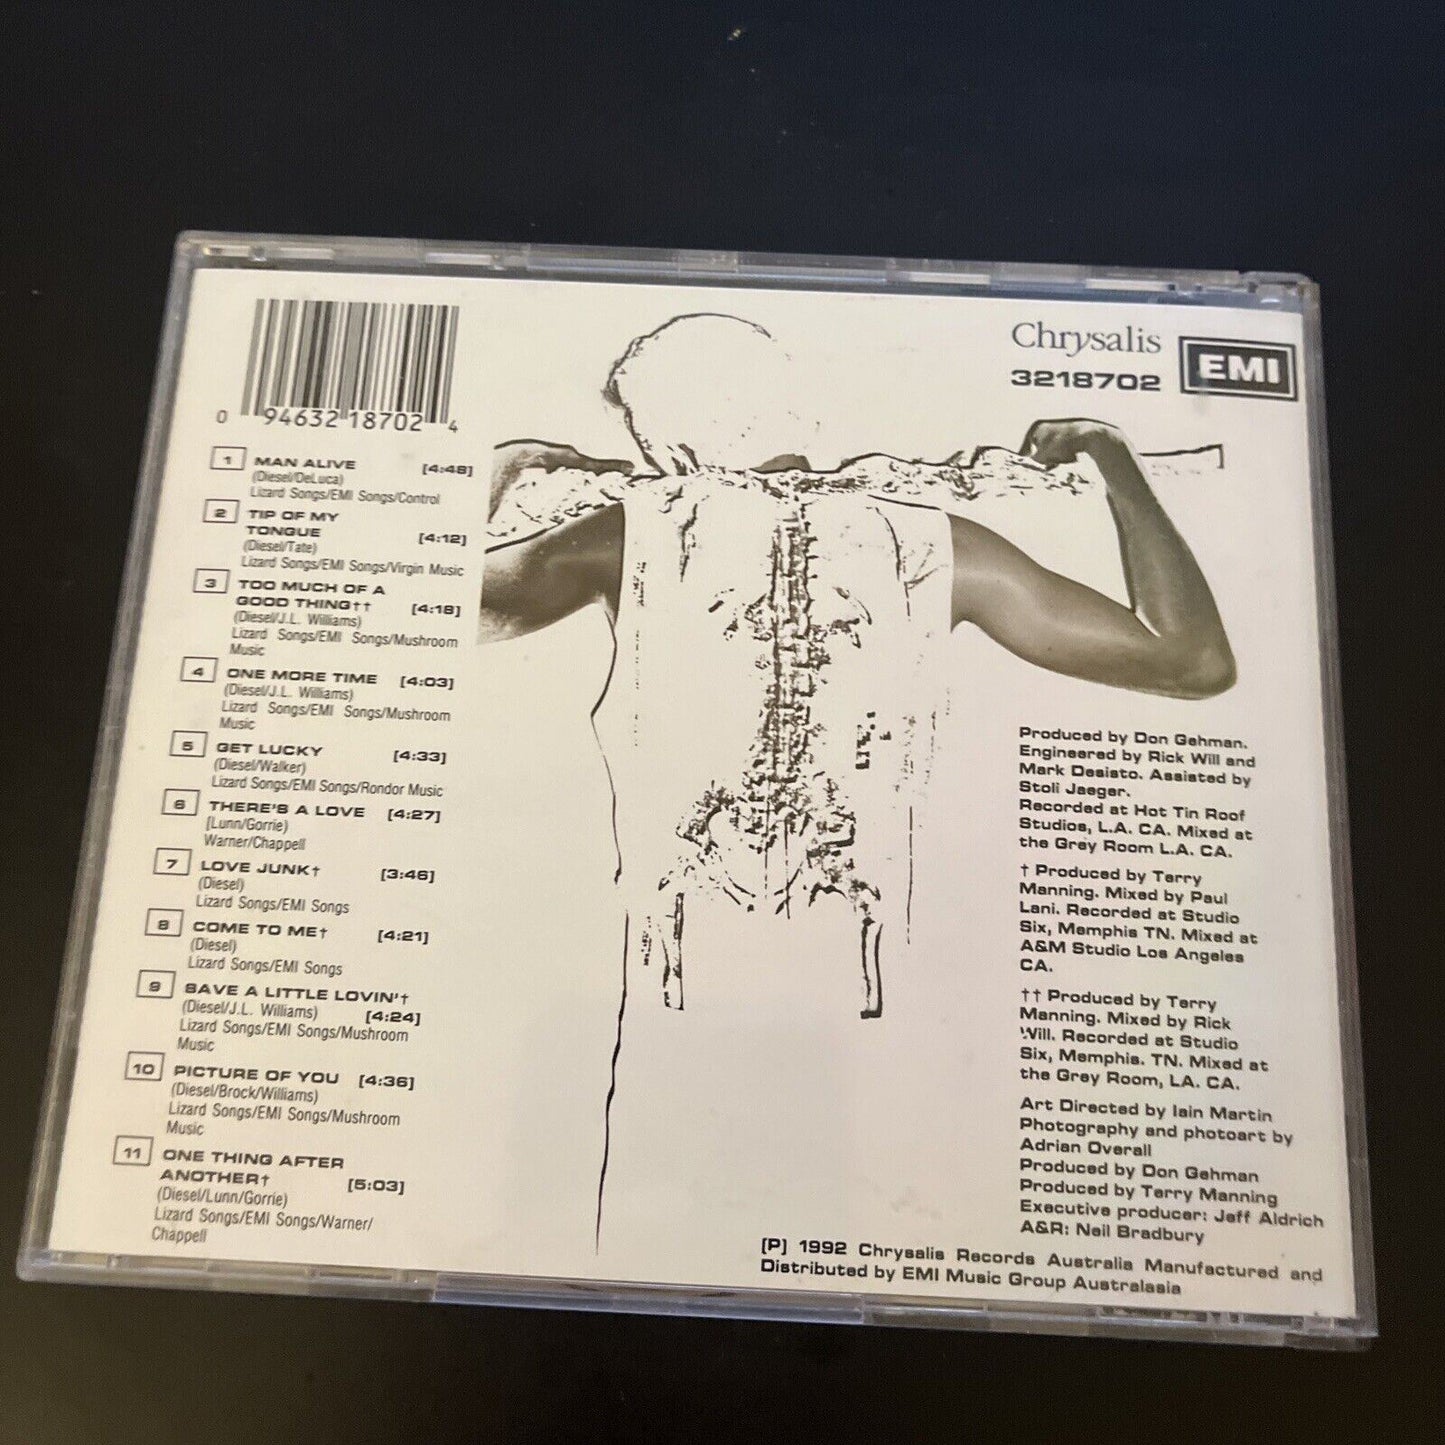 0 94632 18702 4
1 MAN ALIVE [4:48]
(Diesel/DeLuca)
Lizard Songs/EMI Songs/Control
2 TIP OF MY
TONGUE [4:12]
(Diesel/Tate)
Lizard Songs/EMI Songs/Virgin Music
3 TOO MUCH OF A
GOOD THING†† [4:18]
(Diesel/J.L. Williams)
Lizard Songs/EMI Songs/Mushroom
Music
4 ONE MORE TIME [4:03]
(Diesel/J.L. Williams)
Lizard Songs/EMI Songs/Mushroom
Music
5 GET LUCKY [4:33]
(Diesel/Walker)
Lizard Songs/EMI Songs/Rondor Music
6 THERE'S A LOVE [4:27]
[Lunn/Gorrie)
Warner/Chappell
7 LOVE JUNK† [3:46]
(Diesel)
Lizard Songs/EMI Songs
8 COME TO ME† [4:21]
(Diesel)
Lizard Songs/EMI Songs
9 SAVE A LITTLE LOVIN'†
(Diesel/J.L. Williams) [4:24]
Lizard Songs/EMI Songs/Mushroom
Music
10 PICTURE OF YOU [4:36]
(Diesel/Brock/Williams)
Lizard Songs/EMI Songs/Mushroom
Music
11 ONE THING AFTER
ANOTHER† [5:03]
(Diesel/Lunn/Gorrie)
Lizard Songs/EMI Songs/Warner/
Chappell
Chrysalis EMI
3218702
Produced by Don Gehman.
Engineered by Rick Will and
Mark Desisto. Assisted by
Stoli Jaeger.
Recorded at Hot Tin Roof
Studios, L.A. CA. Mixed at
the Grey Room L.A. CA.
† Produced by Terry
Manning. Mixed by Paul
Lani. Recorded at Studio
Six, Memphis TN. Mixed at
A&M Studio Los Angeles
CA.
†† Produced by Terry
Manning. Mixed by Rick
Will. Recorded at Studio
Six, Memphis. TN. Mixed at
the Grey Room, LA. CA.
Art Directed by Iain Martin
Photography and photoart by
Adrian Overall
Produced by Don Gehman
Produced by Terry Manning
Executive producer: Jeff Aldrich
A&R: Neil Bradbury
[P] 1992 Chrysalis Records Australia Manufactured and
Distributed by EMI Music Group Australasia